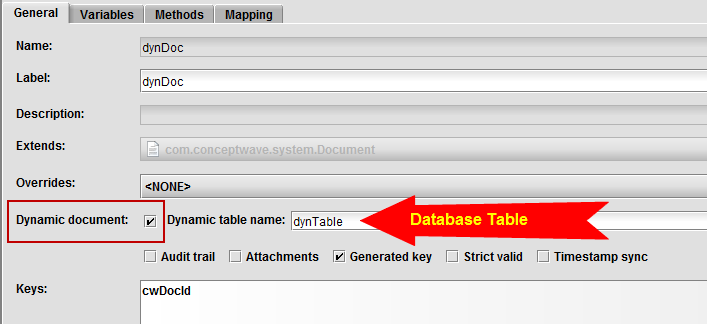 General Variables Methods Mapping
Name: dynDoc
Label: dynDoc
Description:
Extends: com.conceptwave.system.Document
Overrides: <NONE>
Dynamic document: Dynamic table name: dynTable Database Table
Audit trail Attachments Generated key Strict valid Timestamp sync
Keys: cwDocId